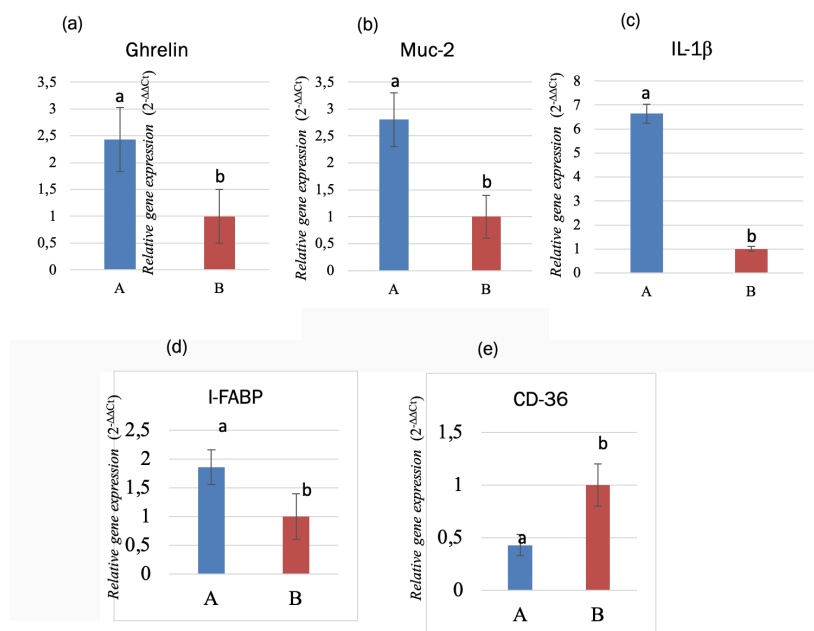 (a)
Ghrelin
Relative gene expression (2-ΔΔCt)
3,5
3
2,5
2
1,5
1
0,5
0
a
b
A
B
(b)
Muc-2
Relative gene expression (2-ΔΔCt)
3,5
3
2,5
2
1,5
1
0,5
0
a
b
A
B
(c)
IL-1β
Relative gene expression (2-ΔΔCt)
8
7
6
5
4
3
2
1
0
a
b
A
B
(d)
I-FABP
Relative gene expression (2-ΔΔCt)
2,5
2
1,5
1
0,5
0
a
b
A
B
(e)
CD-36
Relative gene expression (2-ΔΔCt)
1,5
1
0,5
0
a
b
A
B